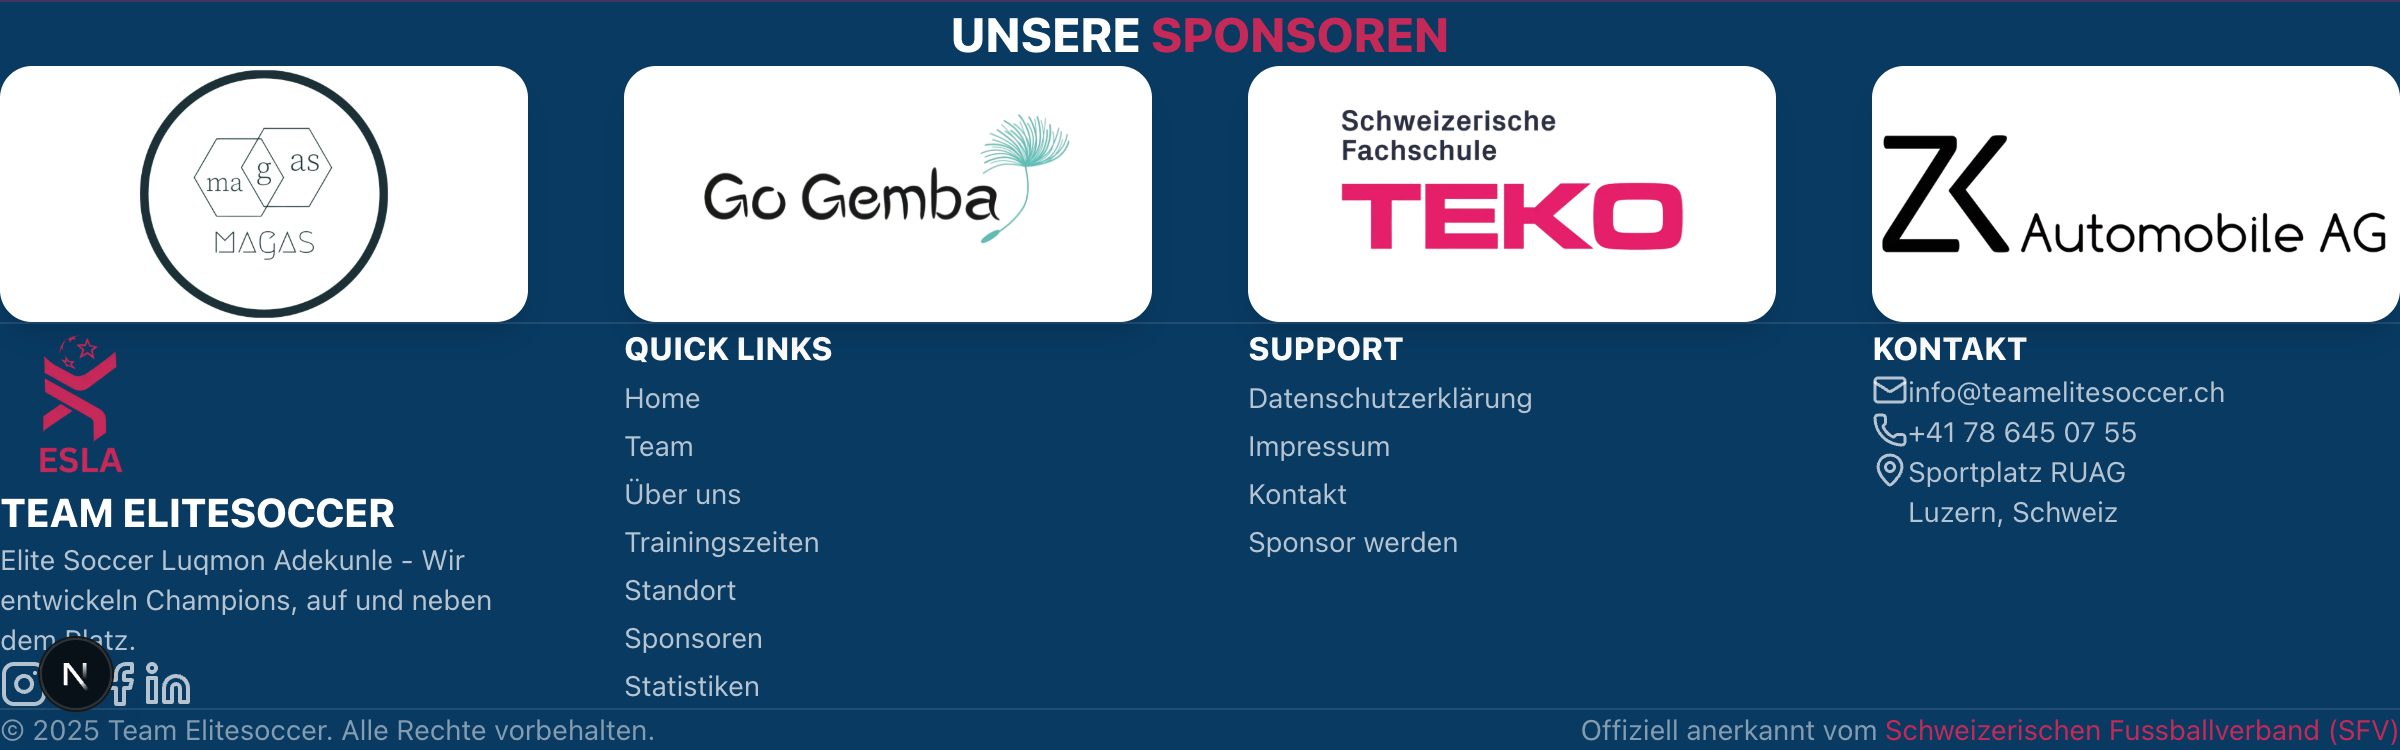 UNSERE SPONSOREN
ma g as
MAGAS
Go Gemba
Schweizerische
Fachschule
TEKO
ZK Automobile AG
ESLA
TEAM ELITESOCCER
Elite Soccer Luqmon Adekunle - Wir
entwickeln Champions, auf und neben
dem Platz.
N
QUICK LINKS
Home
Team
Über uns
Trainingszeiten
Standort
Sponsoren
Statistiken
SUPPORT
Datenschutzerklärung
Impressum
Kontakt
Sponsor werden
KONTAKT
info@teamelitesoccer.ch
+41 78 645 07 55
Sportplatz RUAG
Luzern, Schweiz
© 2025 Team Elitesoccer. Alle Rechte vorbehalten.
Offiziell anerkannt vom Schweizerischen Fussballverband (SFV)